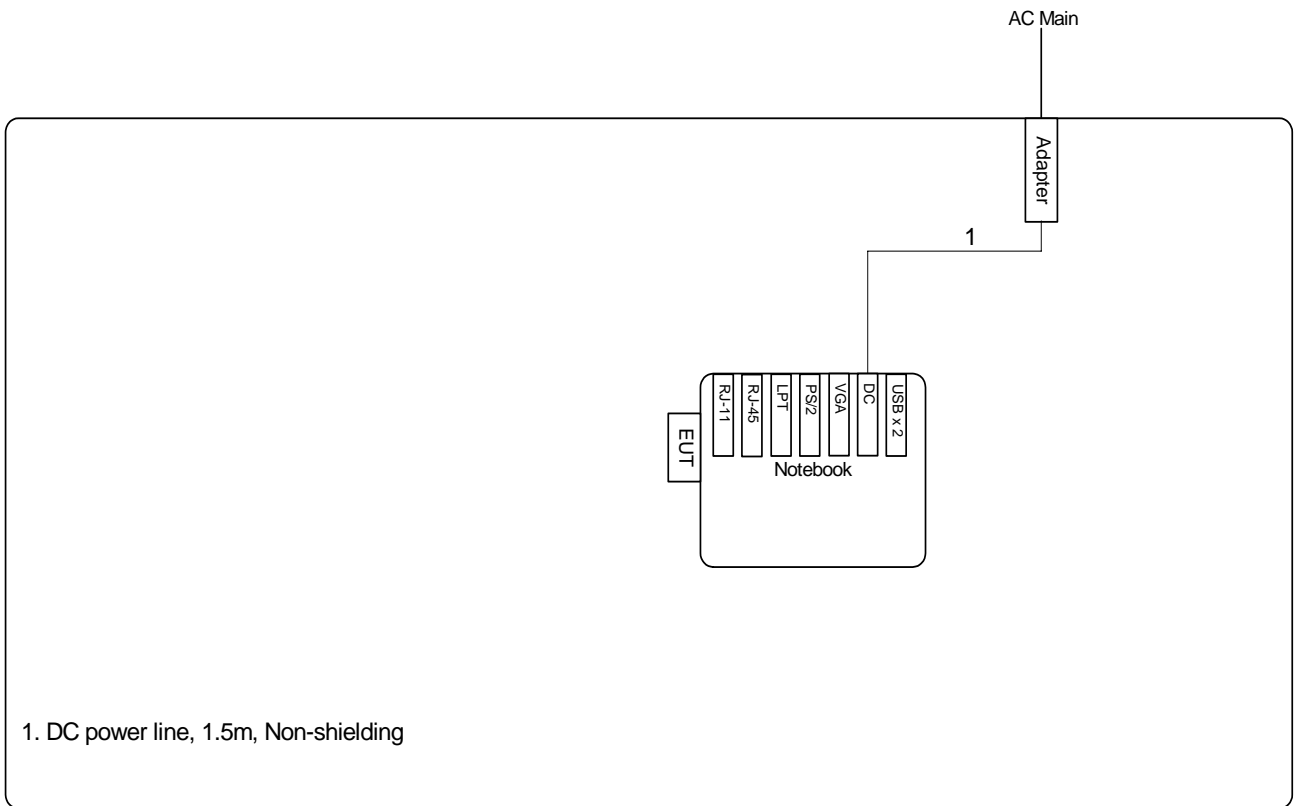 AC Main
Adapter
1
RJ-11
RJ-45
LPT
PS/2
VGA
DC
USB x 2
EUT
Notebook
1. DC power line, 1.5m, Non-shielding